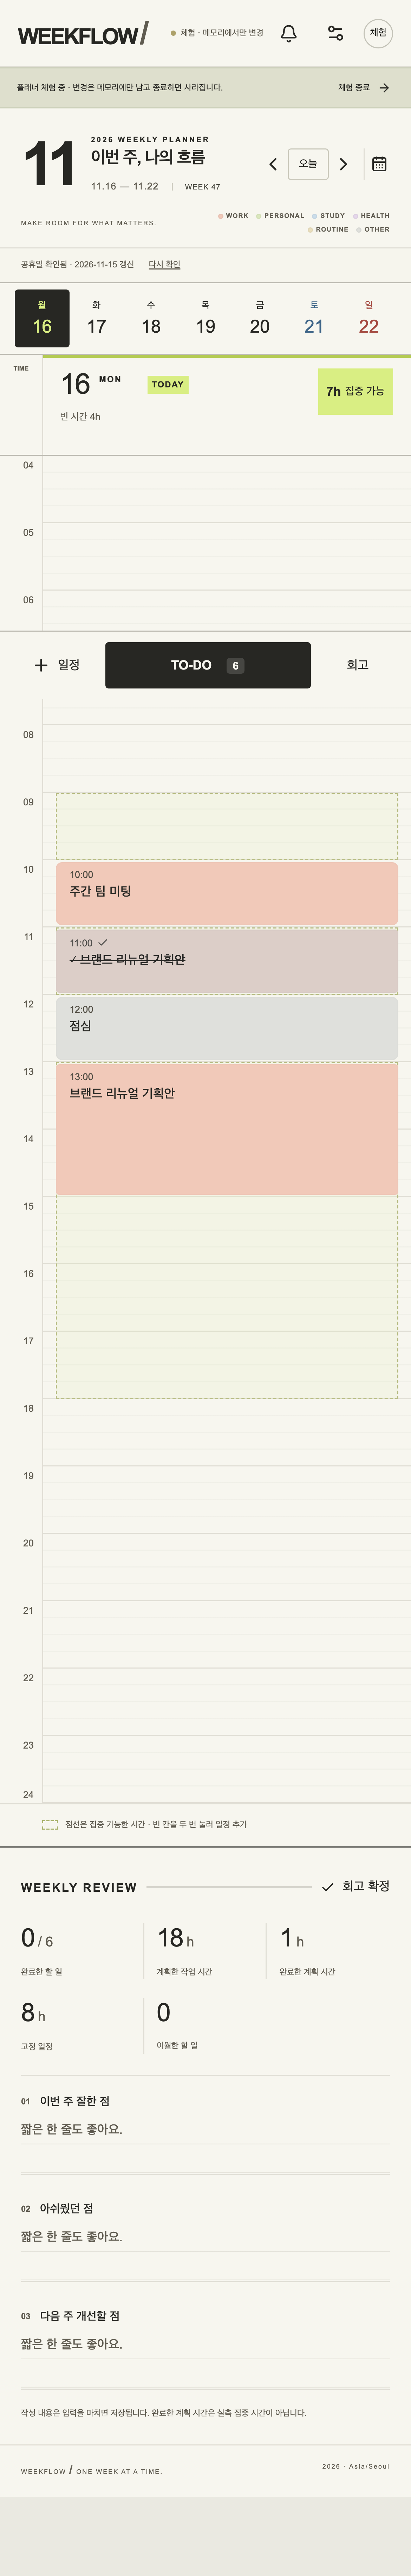 WEEKFLOW/
체험 · 메모리에서만 변경
체험
플래너 체험 중 · 변경은 메모리에만 남고 종료하면 사라집니다.
체험 종료 →
11
2026 WEEKLY PLANNER
이번 주, 나의 흐름
11.16 — 11.22 | WEEK 47
오늘
MAKE ROOM FOR WHAT MATTERS.
WORK PERSONAL STUDY HEALTH
ROUTINE OTHER
공휴일 확인됨 · 2026-11-15 갱신 다시 확인
월 화 수 목 금 토 일
16 17 18 19 20 21 22
TIME
16 MON TODAY
7h 집중 가능
빈 시간 4h
04
05
06
+ 일정
TO-DO 6
회고
08
09
10
10:00
주간 팀 미팅
11
11:00 ✓
✓ 브랜드 리뉴얼 기획안
12
12:00
점심
13
13:00
브랜드 리뉴얼 기획안
14
15
16
17
18
19
20
21
22
23
24
점선은 집중 가능한 시간 · 빈 칸을 두 번 눌러 일정 추가
WEEKLY REVIEW ✓ 회고 확정
0 / 6
완료한 할 일
18 h
계획한 작업 시간
1 h
완료한 계획 시간
8 h
고정 일정
0
이월한 할 일
01 이번 주 잘한 점
짧은 한 줄도 좋아요.
02 아쉬웠던 점
짧은 한 줄도 좋아요.
03 다음 주 개선할 점
짧은 한 줄도 좋아요.
작성 내용은 입력을 마치면 저장됩니다. 완료한 계획 시간은 실측 집중 시간이 아닙니다.
WEEKFLOW / ONE WEEK AT A TIME.
2026 · Asia/Seoul